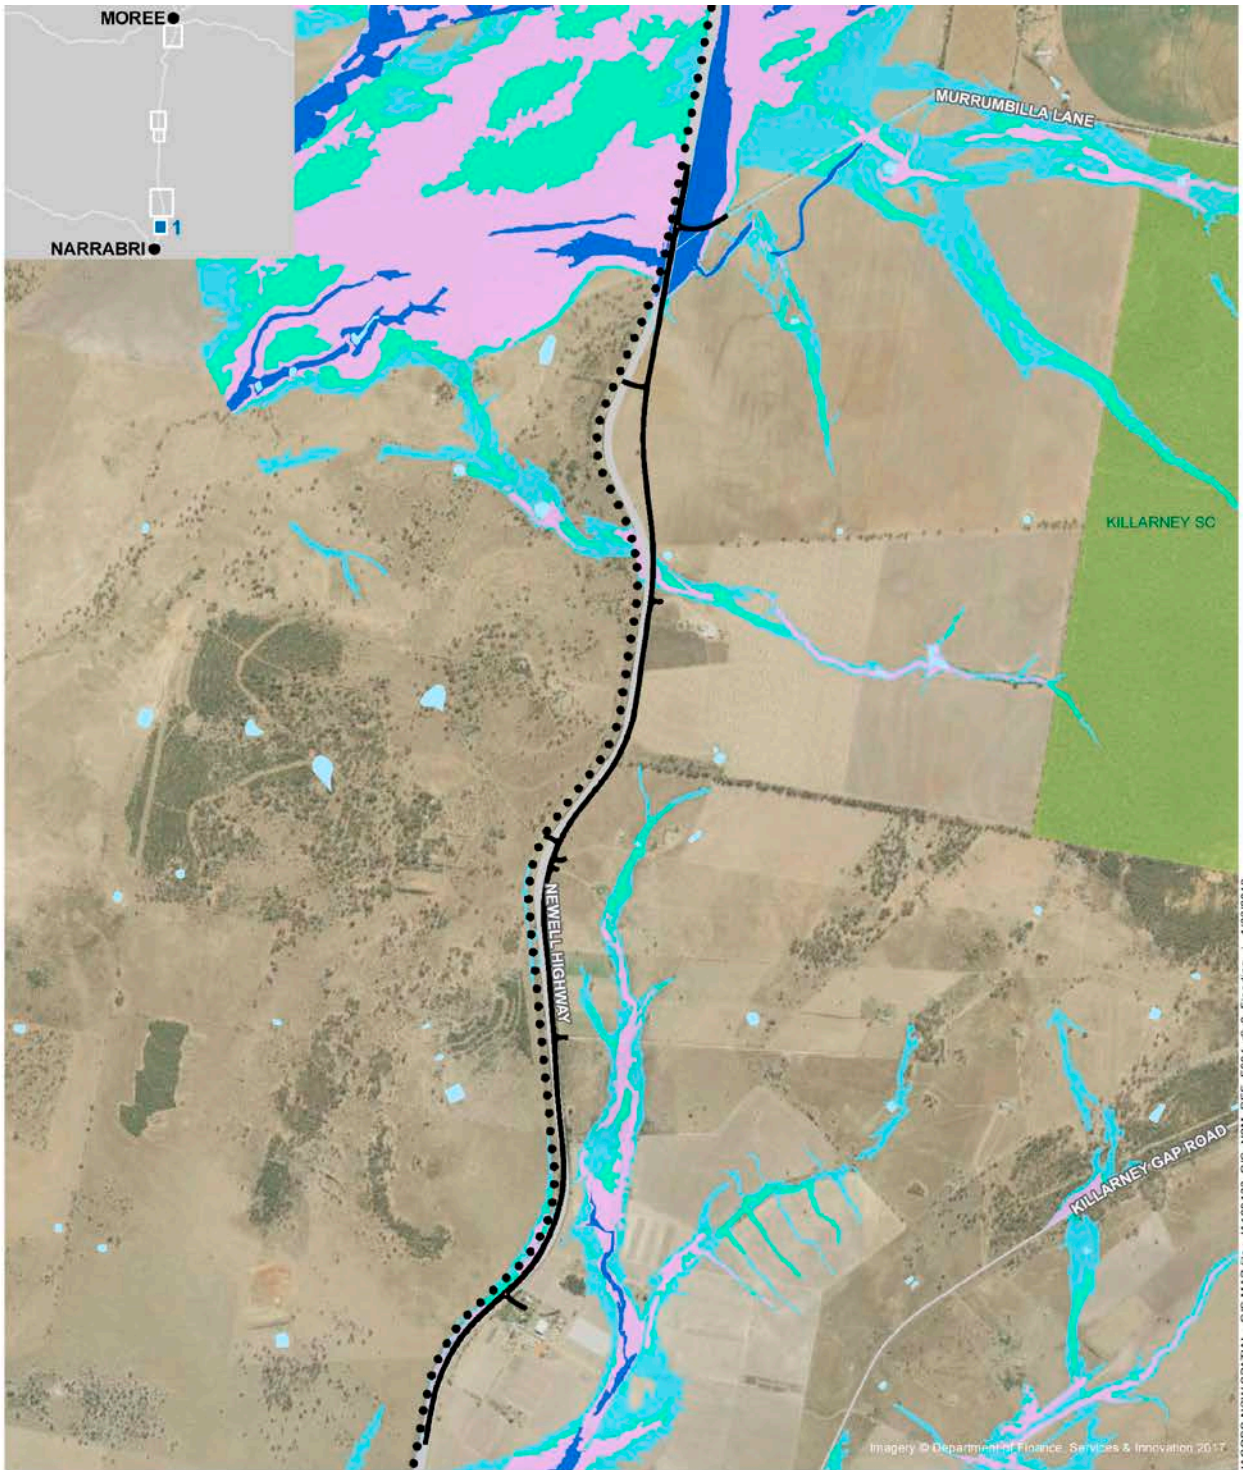 MOREE
1
NARRABRI
MURRUMBILLA LANE
KILLARNEY SC
NEWELL HIGHWAY
KILLARNEY GAP ROAD
Imagery © Department of Finance, Services & Innovation 2017